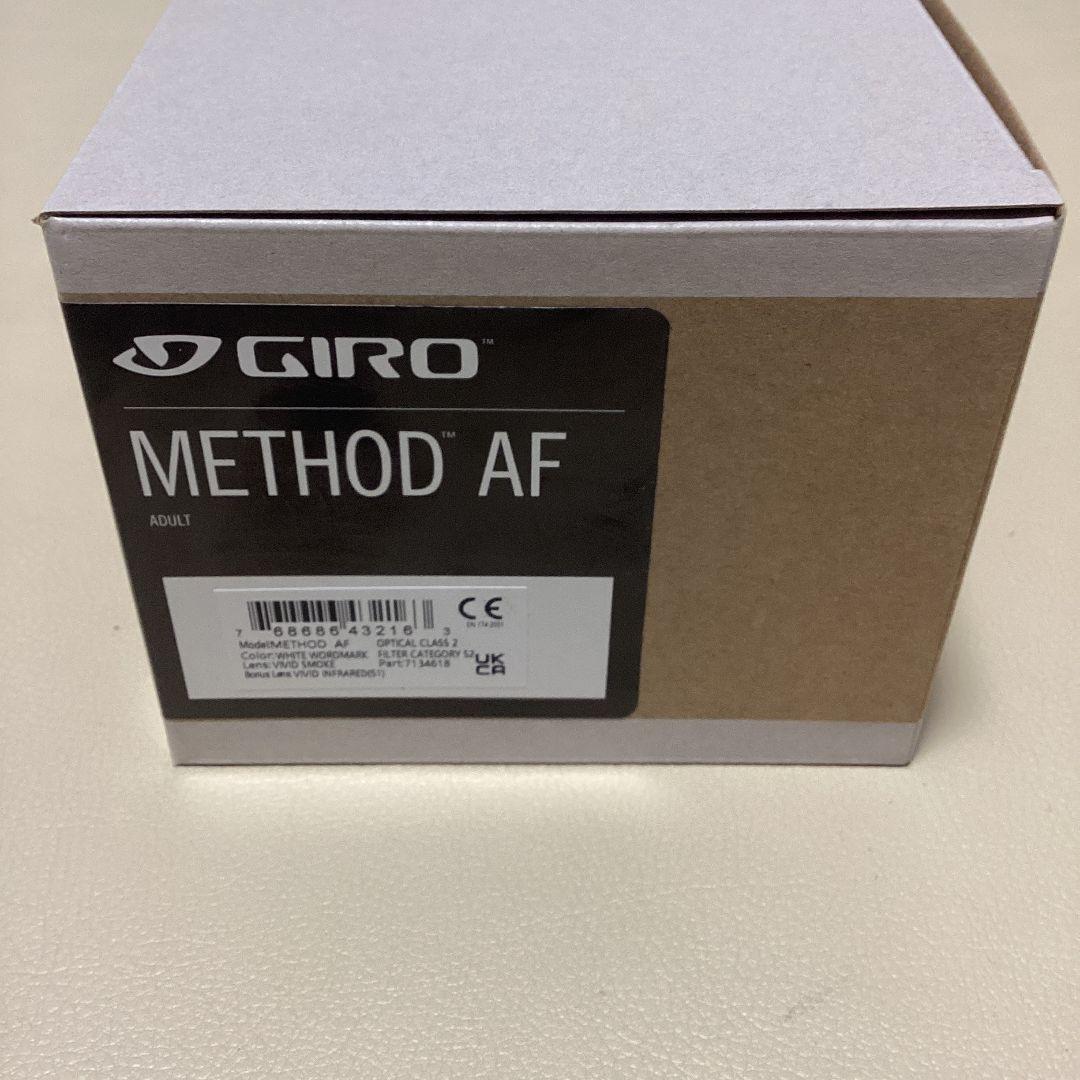 GIRO™
METHOD™ AF
ADULT
7 68686 43216 3
CE
EN 174:2001
Model:METHOD AF OPTICAL CLASS 2
Color:WHITE WORDMARK FILTER CATEGORY S2
Lens:VIVID SMOKE Part:7134618
Bonus Lens VIVID INFRARED(S1)
UK
CA